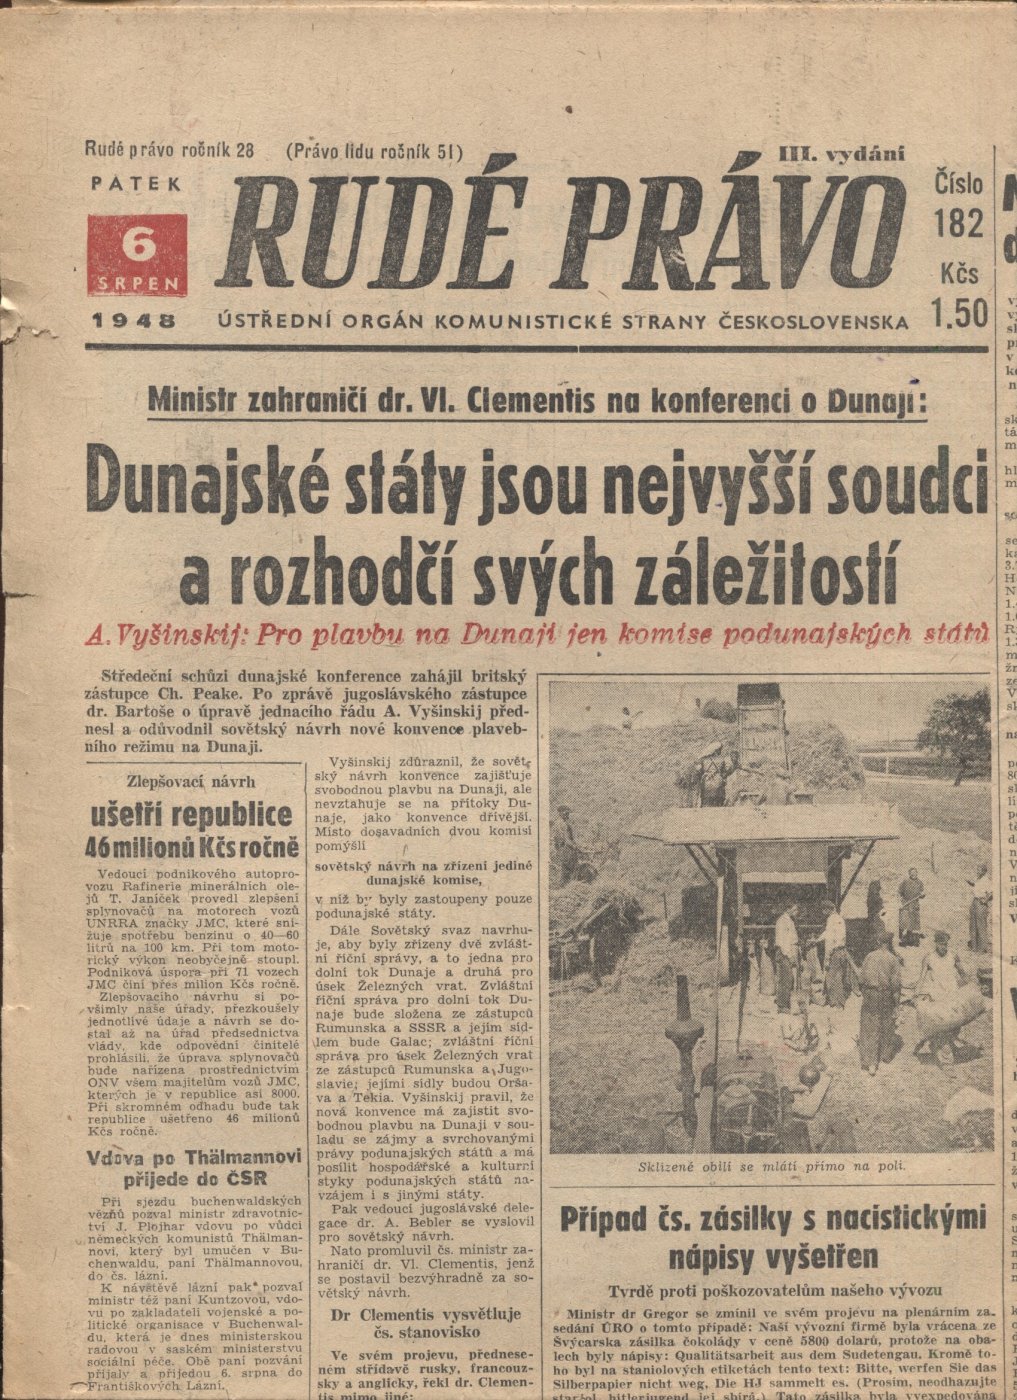 Rudé právo ročník 28 (Právo lidu ročník 51)
III. vydání
PÁTEK
6
SRPEN
1948
RUDÉ PRÁVO
ÚSTŘEDNÍ ORGÁN KOMUNISTICKÉ STRANY ČESKOSLOVENSKA
Číslo
182
Kčs
1.50
Ministr zahraničí dr. Vl. Clementis na konferenci o Dunaji:
Dunajské státy jsou nejvyšší soudci
a rozhodčí svých záležitostí
A. Vyšinskij: Pro plavbu na Dunaji jen komise podunajských států
Středeční schůzi dunajské konference zahájil britský
zástupce Ch. Peake. Po zprávě jugoslávského zástupce
dr. Bartoše o úpravě jednacího řádu A. Vyšinskij před-
nesl a odůvodnil sovětský návrh nové konvence plaveb-
ního režimu na Dunaji.
Zlepšovací návrh
ušetří republice
46 milionů Kčs ročně
Vedoucí podnikového autopro-
vozu Rafinerie minerálních ole-
jů T. Janíček provedl zlepšení
splynovačů na motorech vozů
UNRRA značky JMC, které sni-
žuje spotřebu benzinu o 40—60
litrů na 100 km. Při tom moto-
rický výkon neobyčejně stoupl.
Podniková úspora při 71 vozech
JMC činí přes milion Kčs ročně.
Zlepšovacího návrhu si po-
všimly naše úřady, přezkoušely
jednotlivé údaje a návrh se do-
stal až na úřad předsednictva
vlády, kde odpovědní činitelé
prohlásili, že úprava splynovačů
bude nařízena prostřednictvím
ONV všem majitelům vozů JMC,
kterých je v republice asi 8000.
Při skromném odhadu bude tak
republice ušetřeno 46 milionů
Kčs ročně.
Vdova po Thälmannovi
přijede do ČSR
Při sjezdu buchenwaldských
vězňů pozval ministr zdravotnic-
tví J. Plojhar vdovu po vůdci
německých komunistů Thälman-
novi, který byl umučen v Bu-
chenwaldu, paní Thälmannovou,
do čs. lázní.
K návštěvě lázní pak pozval
ministr též paní Kuntzovou, vdo-
vu po zakladateli vojenské a po-
litické organisace v Buchenwal-
du, která je dnes ministerskou
radovou v saském ministerstvu
sociální péče. Obě paní pozvání
přijaly a přijedou 6. srpna do
Františkových Lázní.
Vyšinskij zdůraznil, že sovět-
ský návrh konvence zajišťuje
svobodnou plavbu na Dunaji, ale
nevztahuje se na přítoky Du-
naje, jako konvence dřívější.
Místo dosavadních dvou komisí
pomýšlí
sovětský návrh na zřízení jediné
dunajské komise,
v níž by byly zastoupeny pouze
podunajské státy.
Dále Sovětský svaz navrhu-
je, aby byly zřízeny dvě zvlášt-
ní říční správy, a to jedna pro
dolní tok Dunaje a druhá pro
úsek Železných vrat. Zvláštní
říční správa pro dolní tok Du-
naje bude složena ze zástupců
Rumunska a SSSR a jejím síd-
lem bude Galac; zvláštní říční
správa pro úsek Železných vrat
ze zástupců Rumunska a Jugo-
slavie; jejími sídly budou Orša-
va a Tekia. Vyšinskij pravil, že
nová konvence má zajistit svo-
bodnou plavbu na Dunaji v sou-
ladu se zájmy a svrchovanými
právy podunajských států a má
posílit hospodářské a kulturní
styky podunajských států na-
vzájem i s jinými státy.
Pak vedoucí jugoslávské dele-
gace dr. A. Bebler se vyslovil
pro sovětský návrh.
Nato promluvil čs. ministr za-
hraničí dr. Vl. Clementis, jenž
se postavil bezvýhradně za so-
větský návrh.
Dr Clementis vysvětluje
čs. stanovisko
Ve svém projevu, přednese-
ném střídavě rusky, francouz-
sky a anglicky, řekl dr. Clemen-
tis mimo jiné:
Sklizené obilí se mlátí přímo na poli.
Případ čs. zásilky s nacistickými
nápisy vyšetřen
Tvrdě proti poškozovatelům našeho vývozu
Ministr dr Gregor se zmínil ve svém projevu na plenárním za-
sedání ÚRO o tomto případě: Naší vývozní firmě byla vrácena ze
Švýcarska zásilka čokolády v ceně 5800 dolarů, protože na oba-
lech byly nápisy: Qualitätsarbeit aus dem Sudetengau. Kromě to-
ho byl na staniolových etiketách tento text: Bitte, werfen Sie das
Silberpapier nicht weg, Die HJ sammelt es. (Prosím, neodhazujte